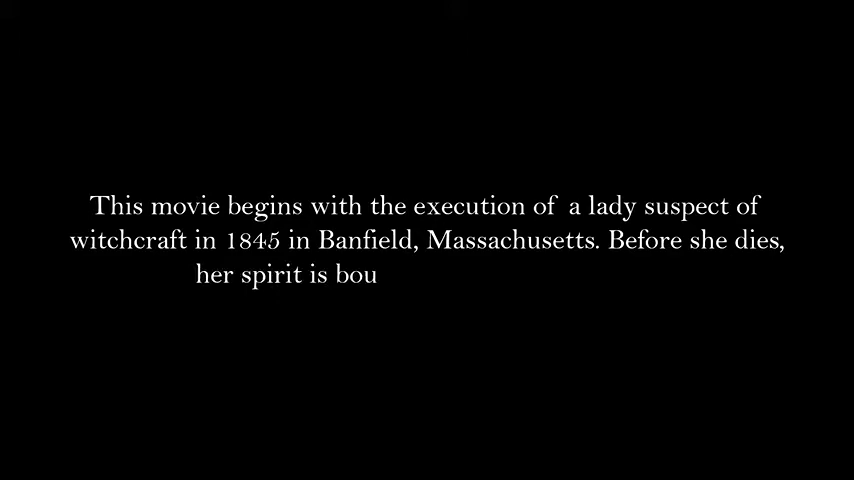 This movie begins with the execution of a lady suspect of
witchcraft in 1845 in Banfield, Massachusetts. Before she dies,
her spirit is bou